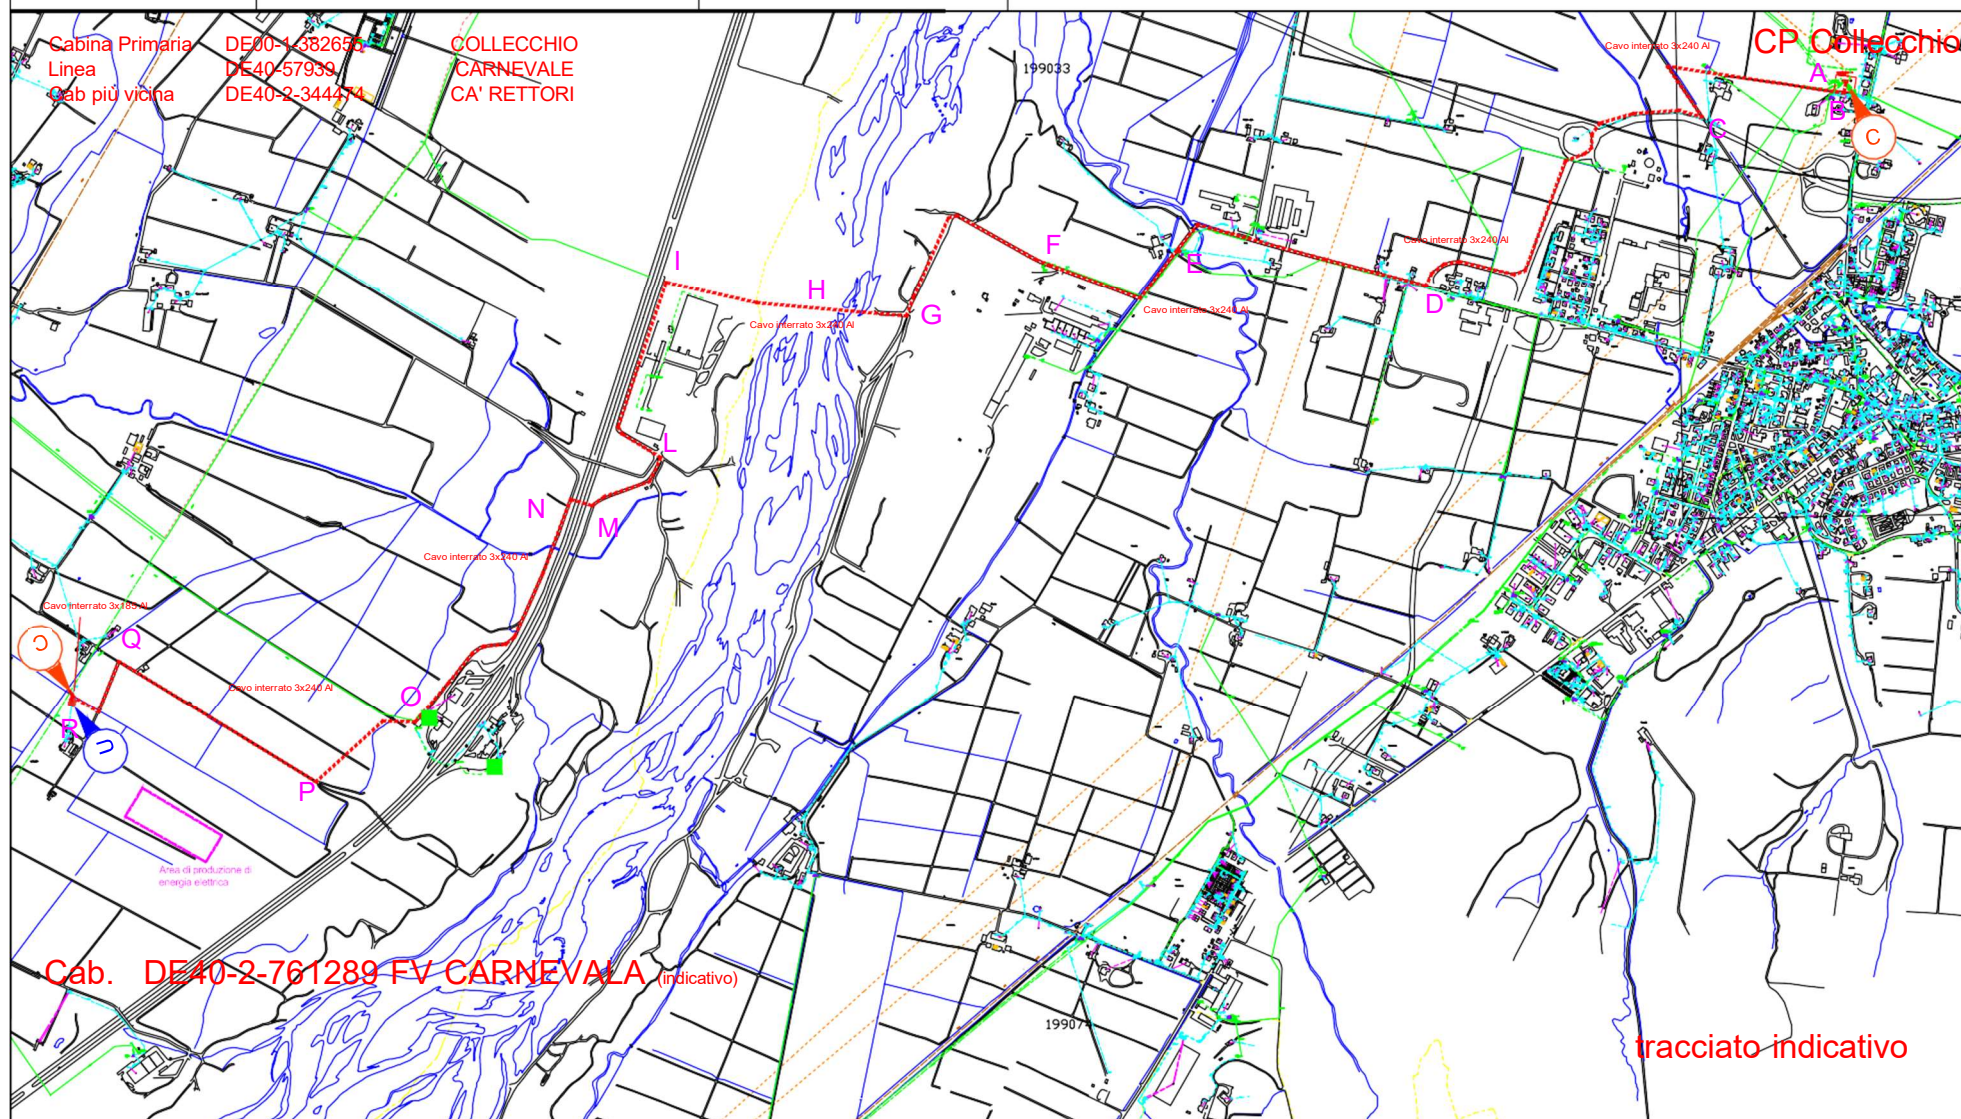 Cabina Primaria DE00-1-382655 COLLECCHIO
Linea DE40-57939 CARNEVALE
Cab più vicina DE40-2-344474 CA' RETTORI
CP Collecchio
Cavo interrato 3x240 Al
199033
A
B
C
C
I
H
G
F
E
D
Cavo interrato 3x240 Al
Cavo interrato 3x240 Al
Cavo interrato 3x240 Al
L
N
M
Cavo interrato 3x240 Al
Cavo interrato 3x185 Al
Q
C
Cavo interrato 3x240 Al
O
R
U
P
Area di produzione di
energia elettrica
Cab. DE40-2-761289 FV CARNEVALA (indicativo)
199074
tracciato indicativo